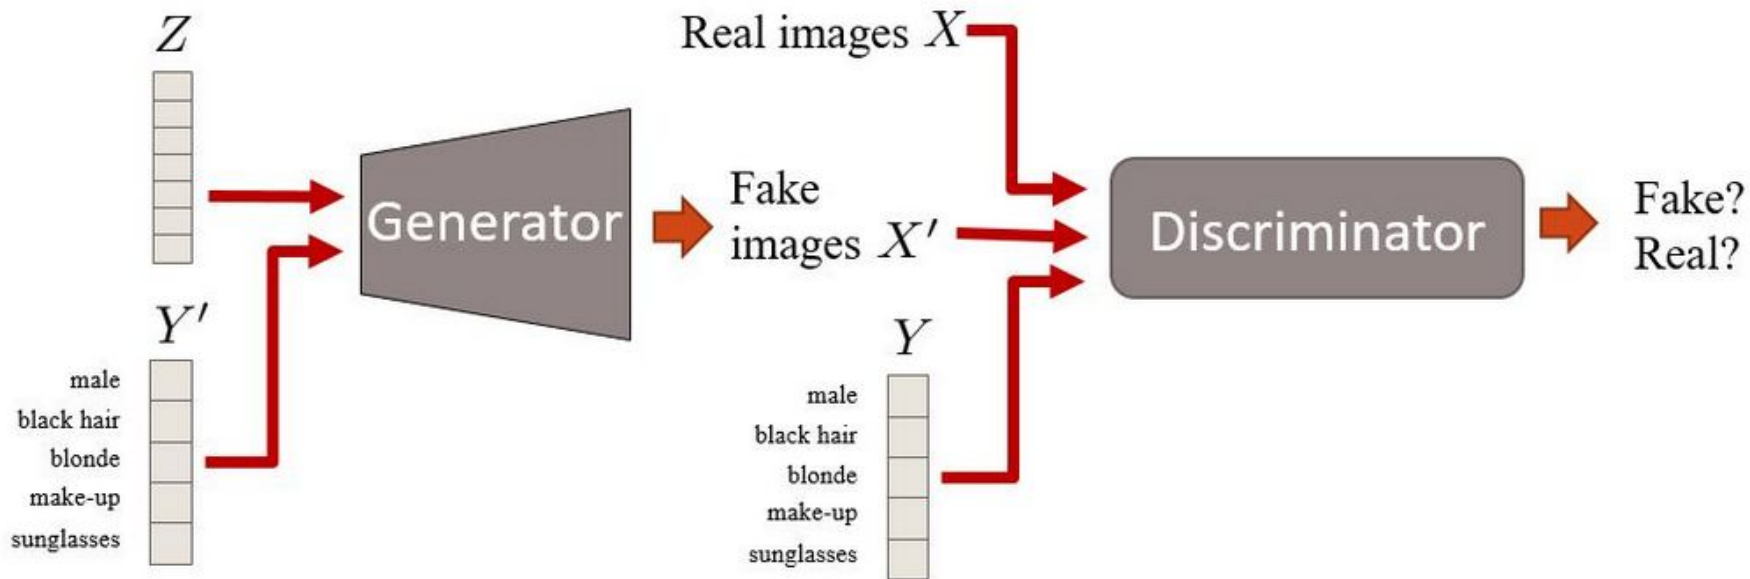 Z
Y′
male
black hair
blonde
make-up
sunglasses
Generator
Fake
images X′
Real images X
Y
male
black hair
blonde
make-up
sunglasses
Discriminator
Fake?
Real?